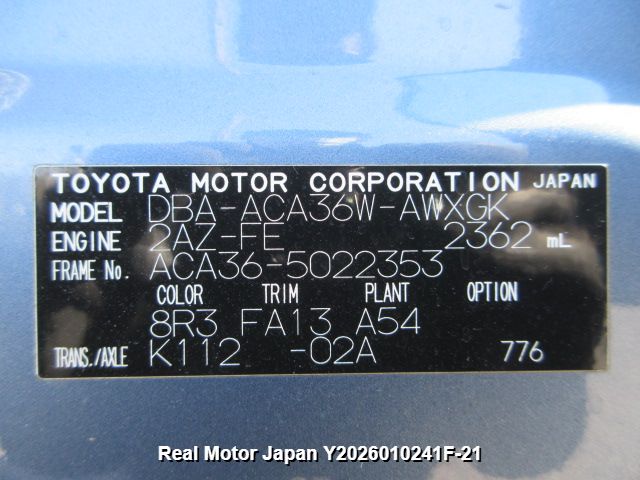 TOYOTA MOTOR CORPORATION JAPAN
MODEL DBA-ACA36W-AWXGK
ENGINE 2AZ-FE 2362 mL
FRAME No. ACA36-5022353
COLOR TRIM PLANT OPTION
8R3 FA13 A54
TRANS./AXLE K112 -02A 776
Real Motor Japan Y2026010241F-21